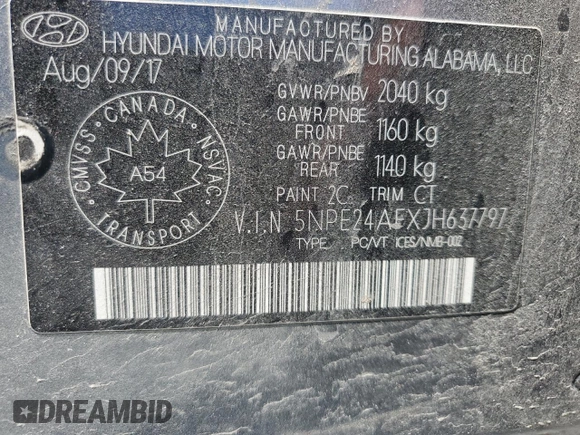 MANUFACTURED BY
HYUNDAI MOTOR MANUFACTURING ALABAMA, LLC
Aug/09/17
GVWR/PNBV 2040 kg
GAWR/PNBE
FRONT 1160 kg
GAWR/PNBE
REAR 1140 kg
PAINT 2C TRIM CT
V.I.N 5NPE24AFXJH637797
TYPE PC/VT ICES/NMB-002
CMVSS CANADA NSVAC
A54
DREAMBID